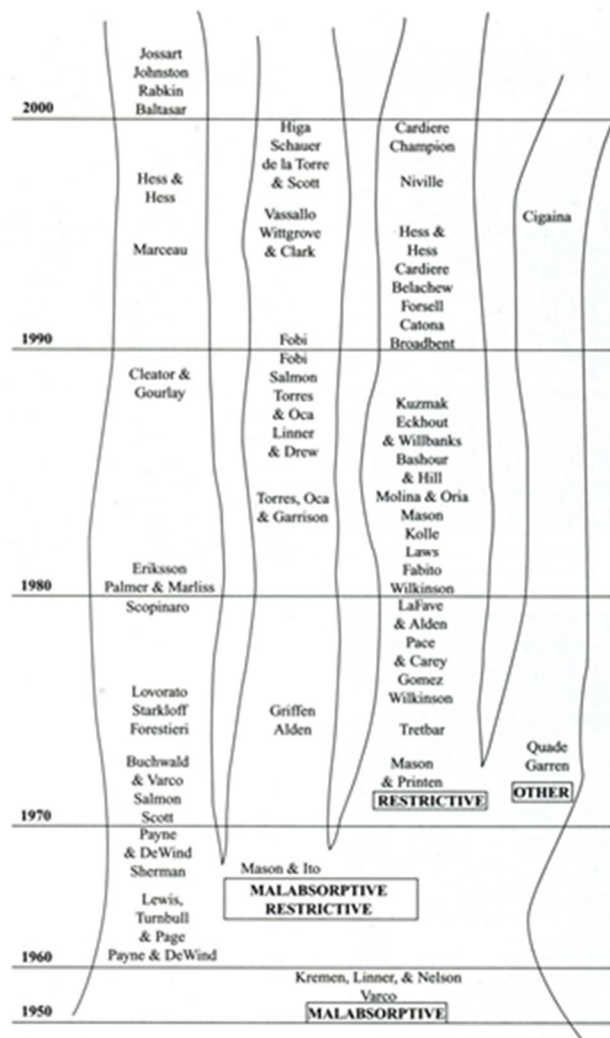 Jossart
Johnston
Rabkin
Baltasar
2000
Higa
Schauer
de la Torre
& Scott
Cardiere
Champion
Hess &
Hess
Niville
Vassallo
Wittgrove
& Clark
Cigaina
Marceau
Hess &
Hess
Cardiere
Belachew
Forsell
Catona
Broadbent
Fobi
1990
Fobi
Salmon
Torres
& Oca
Linner
& Drew
Cleator &
Gourlay
Kuzmak
Eckhout
& Willbanks
Bashour
& Hill
Molina & Oria
Mason
Kolle
Laws
Fabito
Wilkinson
Torres, Oca
& Garrison
Eriksson
Palmer & Marliss
1980
Scopinaro
LaFave
& Alden
Pace
& Carey
Gomez
Wilkinson
Lovorato
Starkloff
Forestieri
Griffen
Alden
Tretbar
Buchwald
& Varco
Salmon
Scott
Mason
& Printen
RESTRICTIVE
Quade
Garren
OTHER
1970
Payne
& DeWind
Sherman
Mason & Ito
MALABSORPTIVE
RESTRICTIVE
Lewis,
Turnbull
& Page
Payne & DeWind
1960
Kremen, Linner, & Nelson
Varco
MALABSORPTIVE
1950